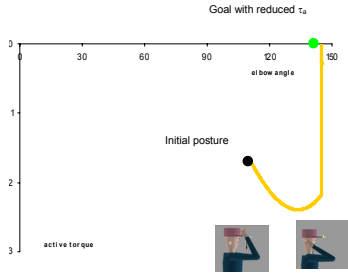 Goal with reduced τa
0
0 30 60 90 120 150
elbow angle
1
Initial posture
2
active torque
3